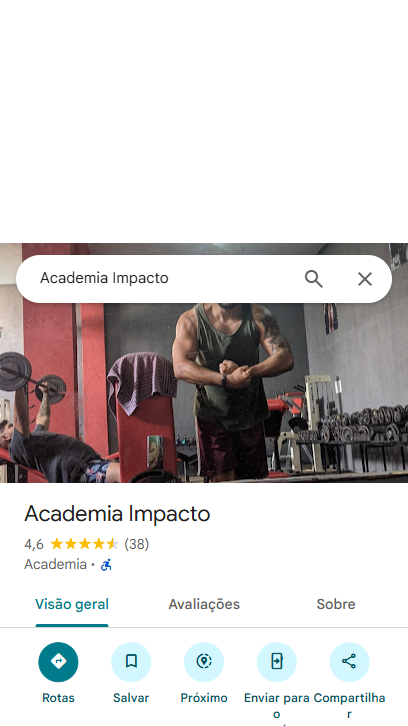 Academia Impacto
Academia Impacto
4,6 (38)
Academia ·
Visão geral Avaliações Sobre
Rotas Salvar Próximo Enviar para o Compartilhar